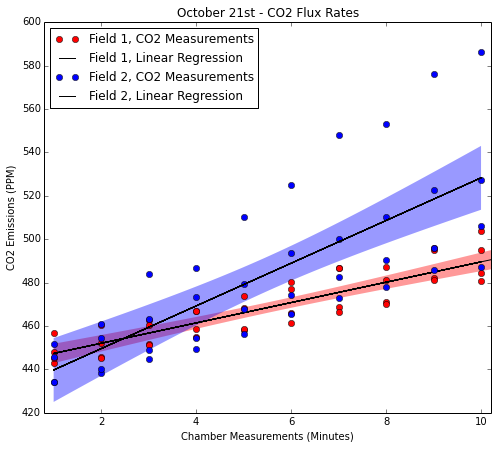 October 21st - CO2 Flux Rates
Field 1, CO2 Measurements
Field 1, Linear Regression
Field 2, CO2 Measurements
Field 2, Linear Regression
CO2 Emissions (PPM)
600
580
560
540
520
500
480
460
440
420
2 4 6 8 10
Chamber Measurements (Minutes)